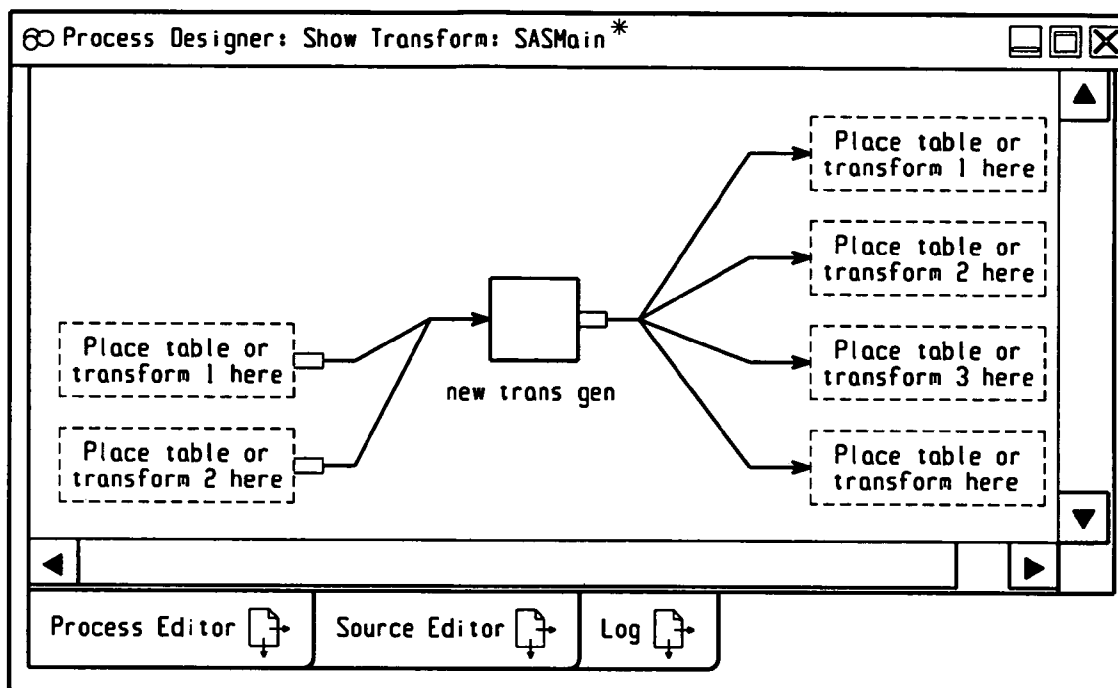 Process Designer: Show Transform: SASMain*
Place table or
transform 1 here
Place table or
transform 2 here
Place table or
transform 1 here
Place table or
transform 3 here
new trans gen
Place table or
transform 2 here
Place table or
transform here
Process Editor
Source Editor
Log